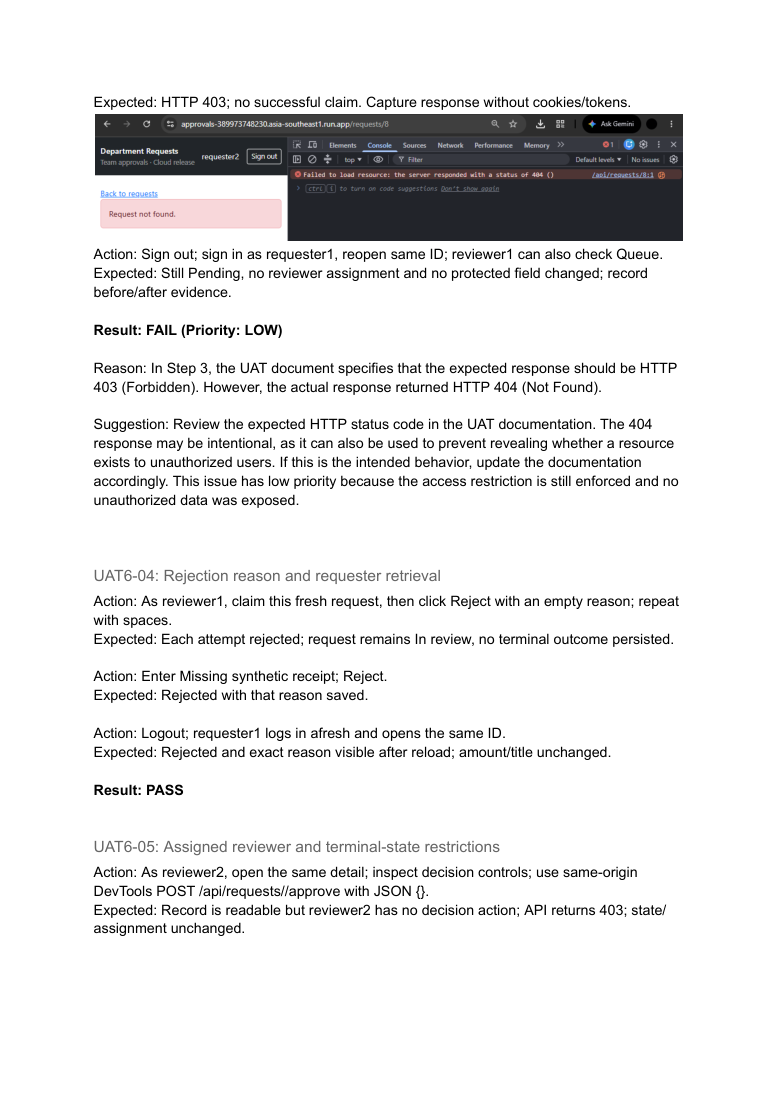 Expected: HTTP 403; no successful claim. Capture response without cookies/tokens.
approvals-389973748230.asia-southeast1.run.app/requests/8
Ask Gemini
Department Requests
Team approvals - Cloud release
requester2
Sign out
Elements Console Sources Network Performance Memory
1
top
Filter
Default levels
No issues
Back to requests
Request not found.
Failed to load resource: the server responded with a status of 404 ()
/api/requests/8:1
ctrl i to turn on code suggestions Don't show again
Action: Sign out; sign in as requester1, reopen same ID; reviewer1 can also check Queue.
Expected: Still Pending, no reviewer assignment and no protected field changed; record
before/after evidence.
Result: FAIL (Priority: LOW)
Reason: In Step 3, the UAT document specifies that the expected response should be HTTP
403 (Forbidden). However, the actual response returned HTTP 404 (Not Found).
Suggestion: Review the expected HTTP status code in the UAT documentation. The 404
response may be intentional, as it can also be used to prevent revealing whether a resource
exists to unauthorized users. If this is the intended behavior, update the documentation
accordingly. This issue has low priority because the access restriction is still enforced and no
unauthorized data was exposed.
UAT6-04: Rejection reason and requester retrieval
Action: As reviewer1, claim this fresh request, then click Reject with an empty reason; repeat
with spaces.
Expected: Each attempt rejected; request remains In review, no terminal outcome persisted.
Action: Enter Missing synthetic receipt; Reject.
Expected: Rejected with that reason saved.
Action: Logout; requester1 logs in afresh and opens the same ID.
Expected: Rejected and exact reason visible after reload; amount/title unchanged.
Result: PASS
UAT6-05: Assigned reviewer and terminal-state restrictions
Action: As reviewer2, open the same detail; inspect decision controls; use same-origin
DevTools POST /api/requests//approve with JSON {}.
Expected: Record is readable but reviewer2 has no decision action; API returns 403; state/
assignment unchanged.